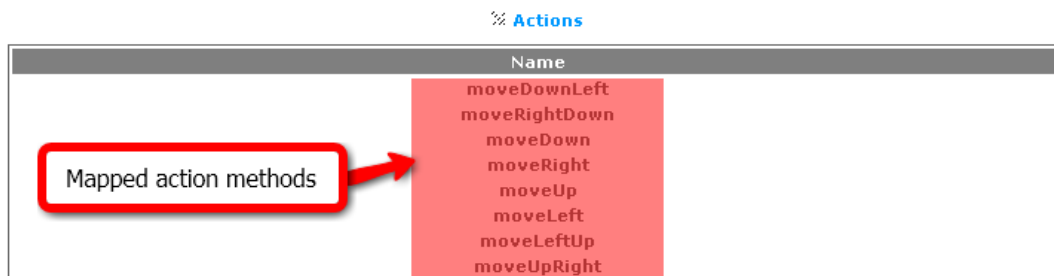 Actions
Name
moveDownLeft
moveRightDown
moveDown
moveRight
Mapped action methods
moveUp
moveLeft
moveLeftUp
moveUpRight